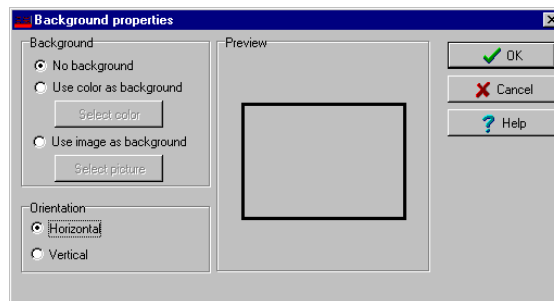 Background properties
Background
No background
Use color as background
Select color
Use image as background
Select picture
Orientation
Horizontal
Vertical
Preview
OK
Cancel
? Help